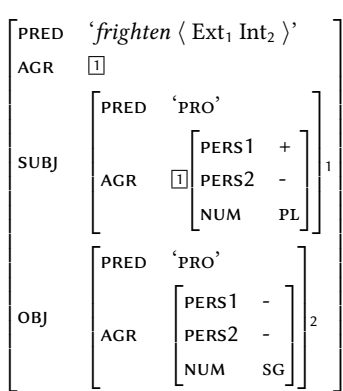 PRED ‘frighten ⟨ Ext₁ Int₂ ⟩’
AGR 1
PRED ‘PRO’
PERS1 +
SUBJ AGR 1 PERS2 - 1
NUM PL
PRED ‘PRO’
PERS1 -
OBJ AGR PERS2 - 2
NUM SG